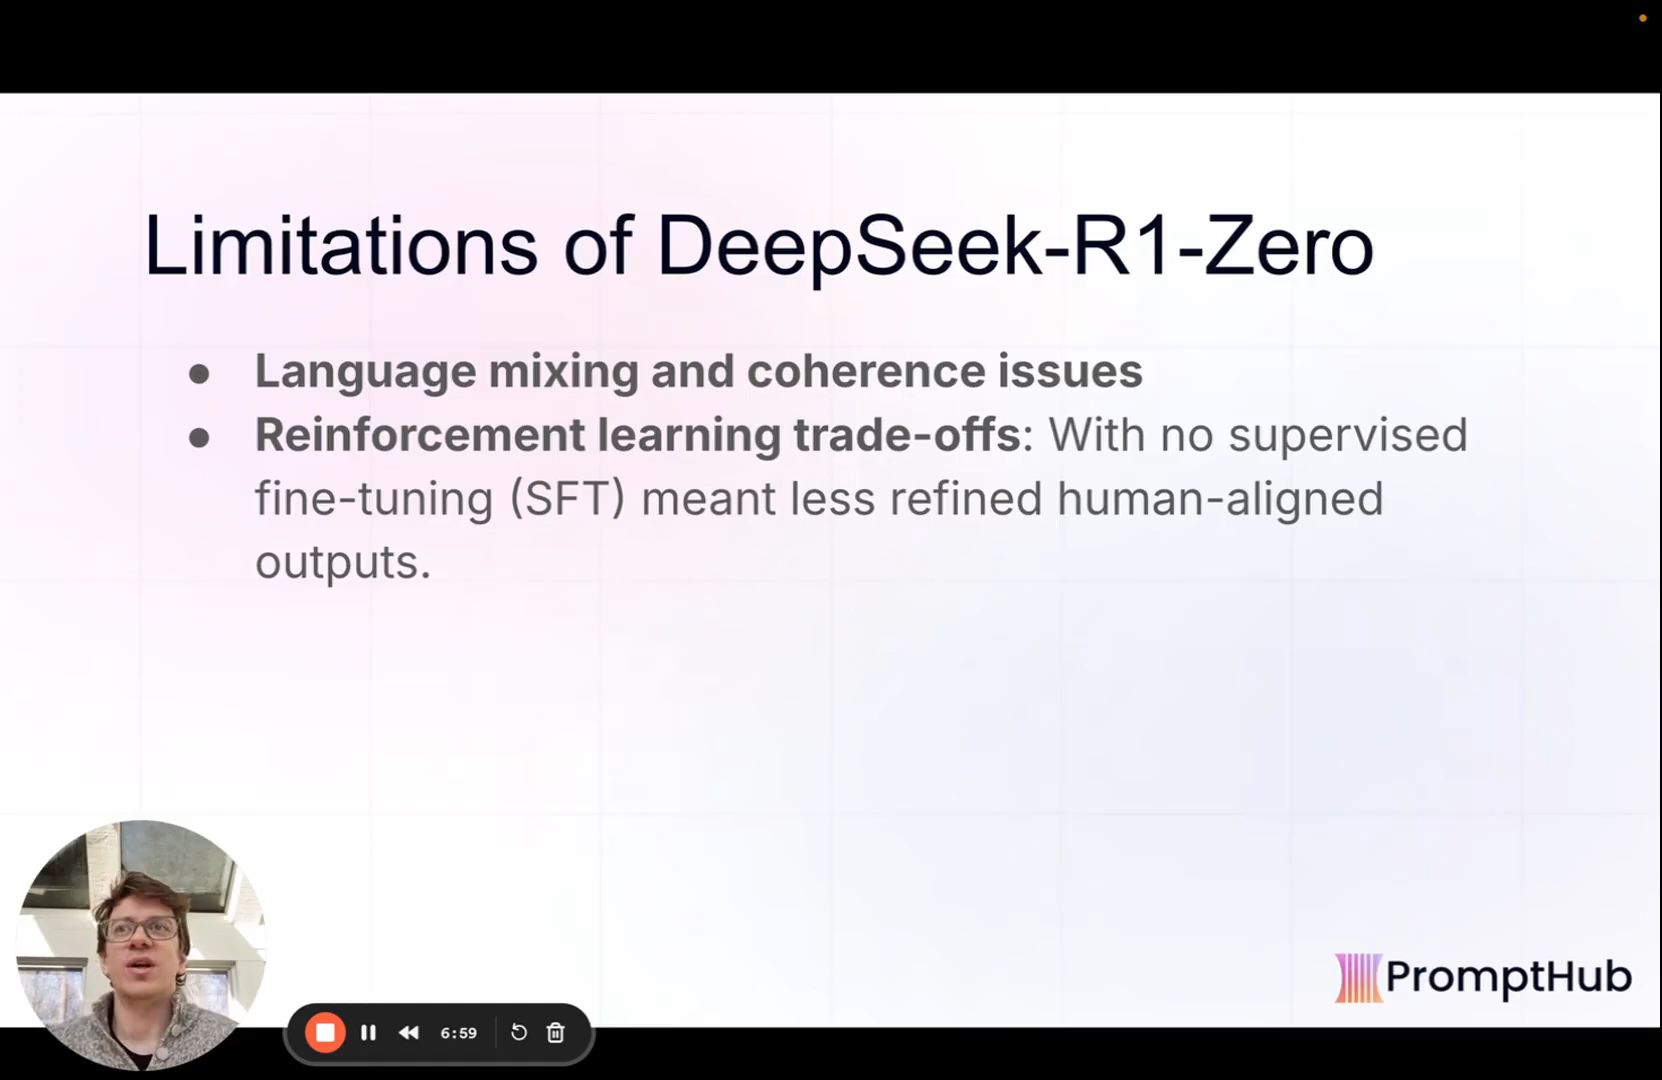 Limitations of DeepSeek-R1-Zero
● Language mixing and coherence issues
● Reinforcement learning trade-offs: With no supervised
fine-tuning (SFT) meant less refined human-aligned
outputs.
PromptHub
6:59